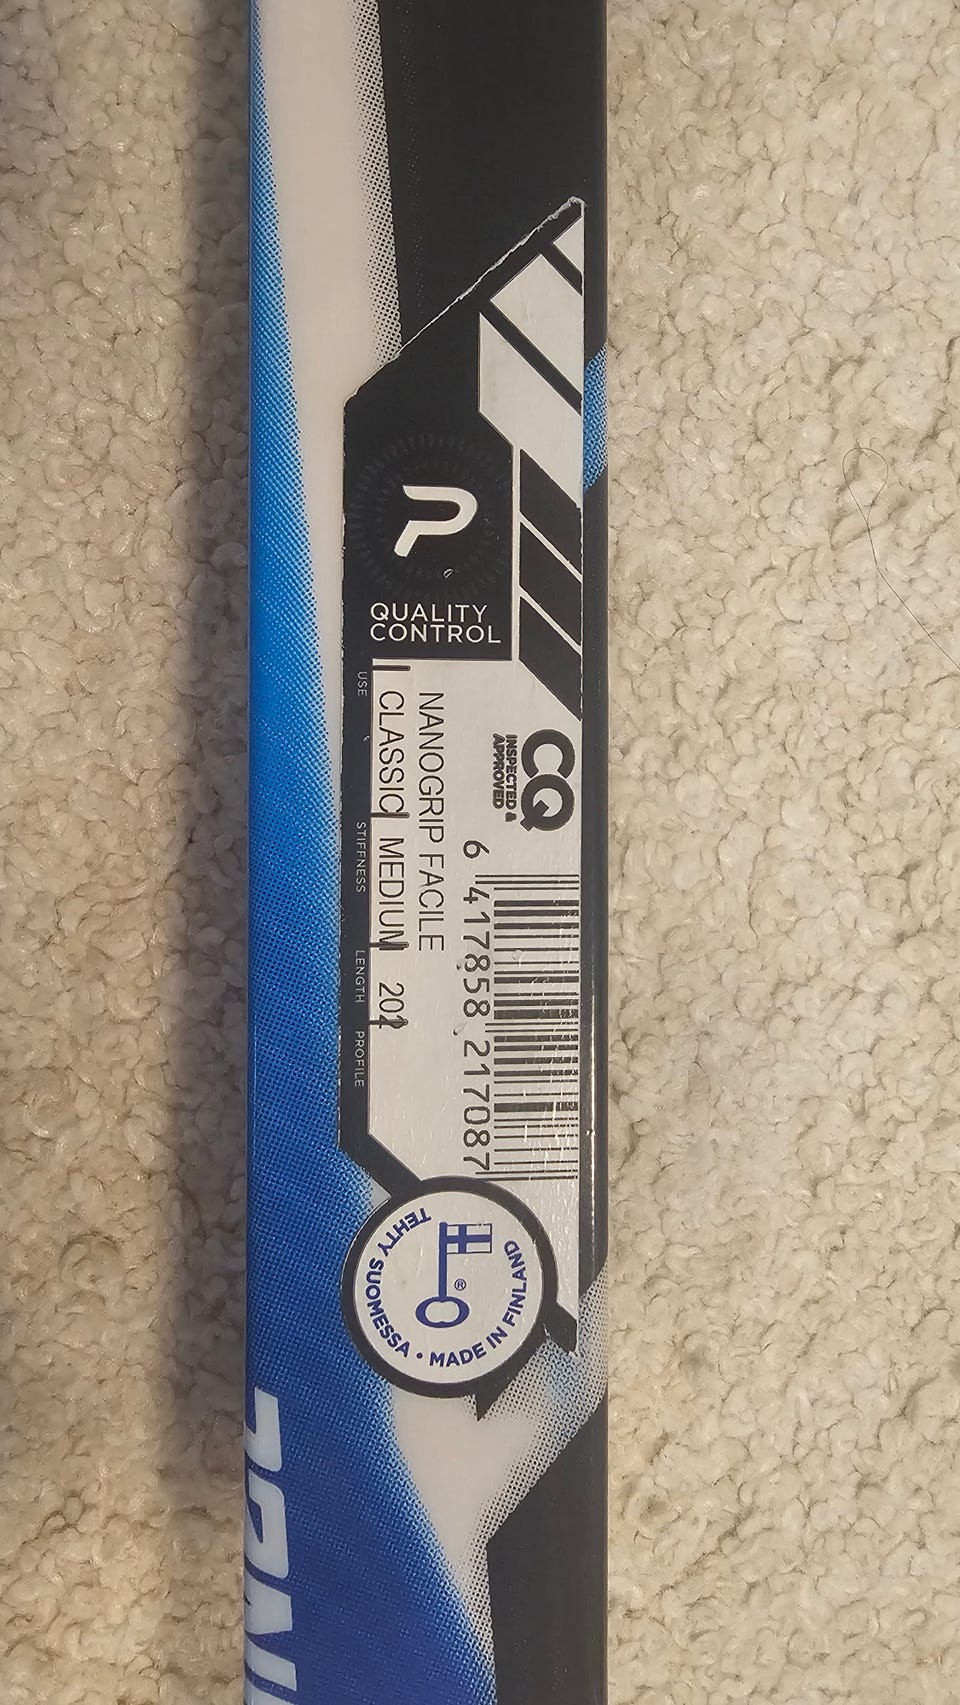 QUALITY
CONTROL
CQ
INSPECTED &
APPROVED
6 417858 217087
NANOGRIP FACILE
CLASSIC MEDIUM 202
USE STIFFNESS LENGTH PROFILE
TEHTY SUOMESSA • MADE IN FINLAND
®